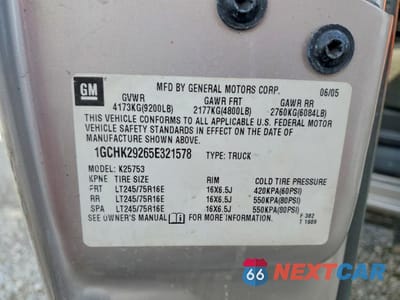 GM
MFD BY GENERAL MOTORS CORP. 06/05
GVWR GAWR FRT GAWR RR
4173KG(9200LB) 2177KG(4800LB) 2760KG(6084LB)
THIS VEHICLE CONFORMS TO ALL APPLICABLE U.S. FEDERAL MOTOR
VEHICLE SAFETY STANDARDS IN EFFECT ON THE DATE OF
MANUFACTURE SHOWN ABOVE.
1GCHK29265E321578 TYPE: TRUCK
MODEL: K25753
KPNE TIRE SIZE RIM COLD TIRE PRESSURE
FRT LT245/75R16E 16X6.5J 420KPA(60PSI)
RR LT245/75R16E 16X6.5J 550KPA(80PSI)
SPA LT245/75R16E 16X6.5J 550KPA(80PSI)
SEE OWNER'S MANUAL FOR MORE INFORMATION. F 382
T 1009
66 NEXTCAR